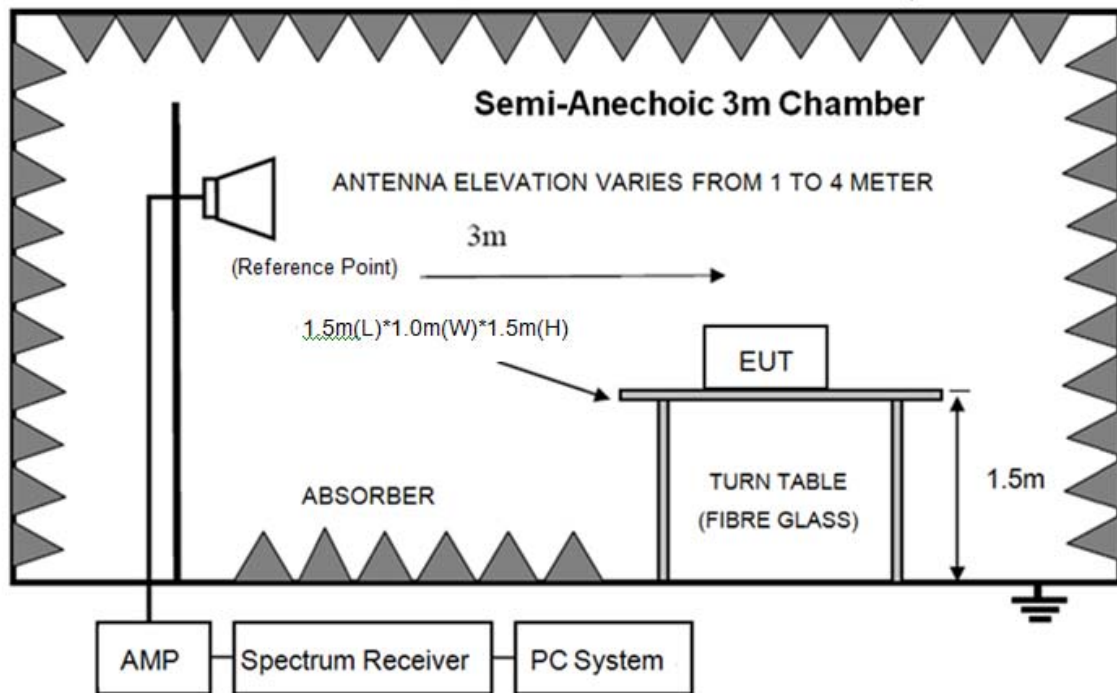 Semi-Anechoic 3m Chamber
ANTENNA ELEVATION VARIES FROM 1 TO 4 METER
3m
(Reference Point)
1.5m(L)*1.0m(W)*1.5m(H)
EUT
ABSORBER
TURN TABLE
(FIBRE GLASS)
1.5m
AMP
Spectrum Receiver
PC System